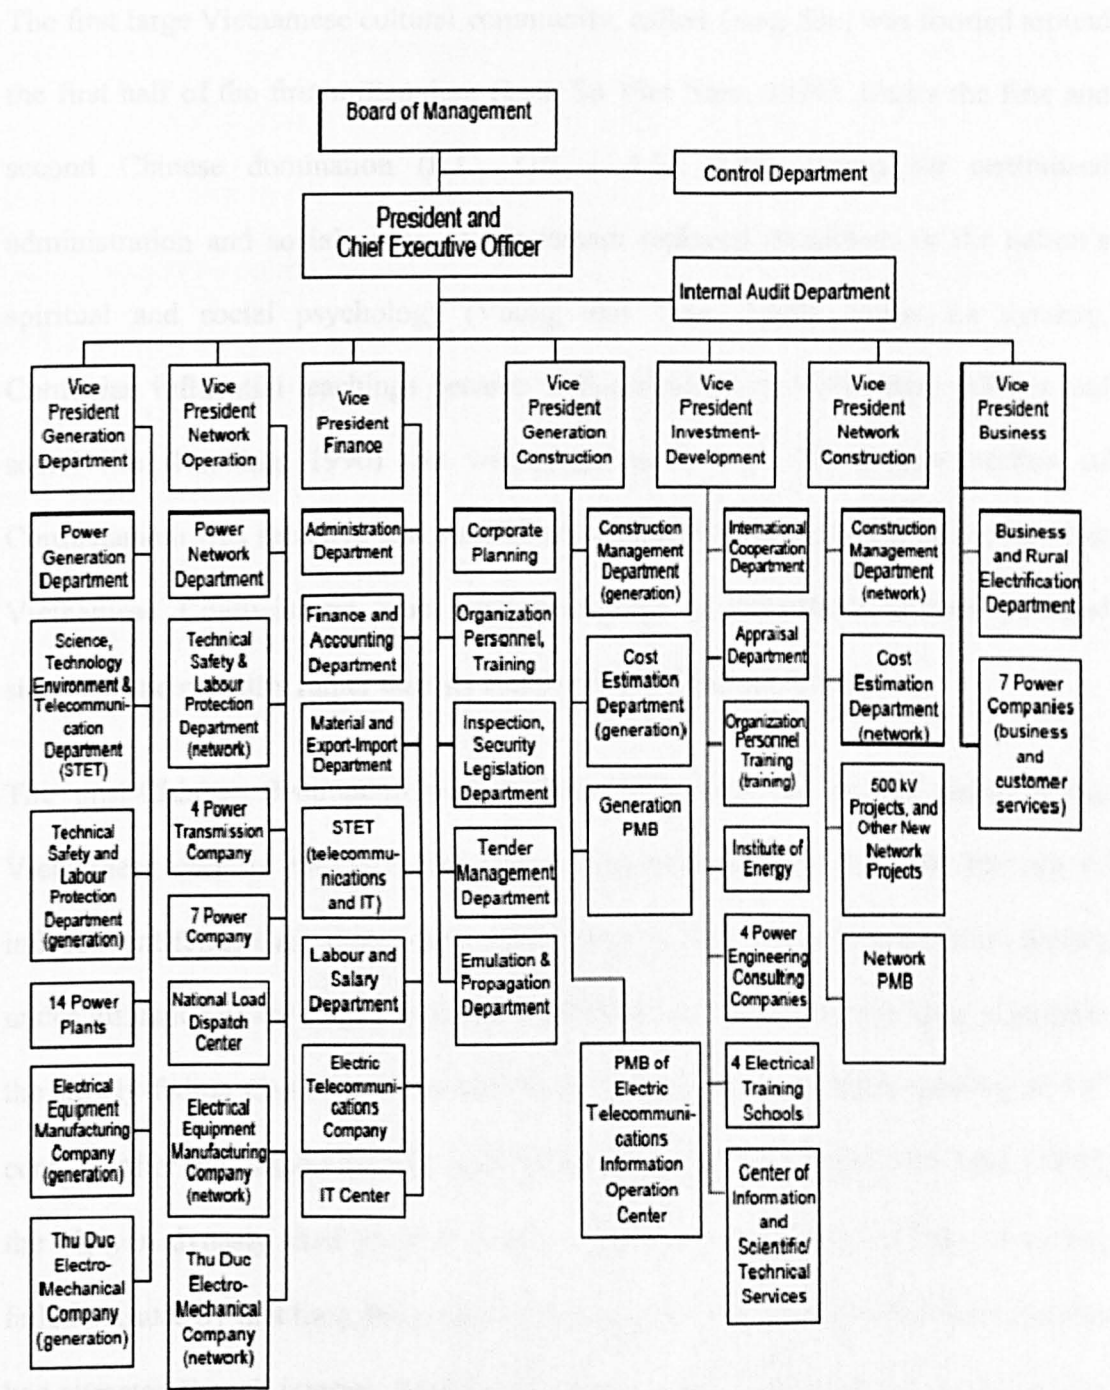 Board of Management
Control Department
President and
Chief Executive Officer
Internal Audit Department
Vice
President
Generation
Department
Power
Generation
Department
Science,
Technology
Environment &
Telecommuni-
cation
Department
(STET)
Technical
Safety and
Labour
Protection
Department
(generation)
14 Power
Plants
Electrical
Equipment
Manufacturing
Company
(generation)
Thu Duc
Electro-
Mechanical
Company
(generation)
Vice
President
Network
Operation
Power
Network
Department
Technical
Safety &
Labour
Protection
Department
(network)
4 Power
Transmission
Company
7 Power
Company
National Load
Dispatch
Center
Electrical
Equipment
Manufacturing
Company
(network)
Thu Duc
Electro-
Mechanical
Company
(network)
Vice
President
Finance
Administration
Department
Finance and
Accounting
Department
Material and
Export-Import
Department
STET
(telecommu-
nications
and IT)
Labour and
Salary
Department
Electric
Telecommuni-
cations
Company
IT Center
Corporate
Planning
Organization
Personnel,
Training
Inspection,
Security
Legislation
Department
Tender
Management
Department
Emulation &
Propagation
Department
Vice
President
Generation
Construction
Construction
Management
Department
(generation)
Cost
Estimation
Department
(generation)
Generation
PMB
PMB of
Electric
Telecommuni-
cations
Information
Operation
Center
Vice
President
Investment-
Development
International
Cooperation
Department
Appraisal
Department
Organization,
Personnel
Training
(training)
Institute of
Energy
4 Power
Engineering
Consulting
Companies
4 Electrical
Training
Schools
Center of
Information
and
Scientific/
Technical
Services
Vice
President
Network
Construction
Construction
Management
Department
(network)
Cost
Estimation
Department
(network)
500 kV
Projects, and
Other New
Network
Projects
Network
PMB
Vice
President
Business
Business
and Rural
Electrification
Department
7 Power
Companies
(business
and
customer
services)